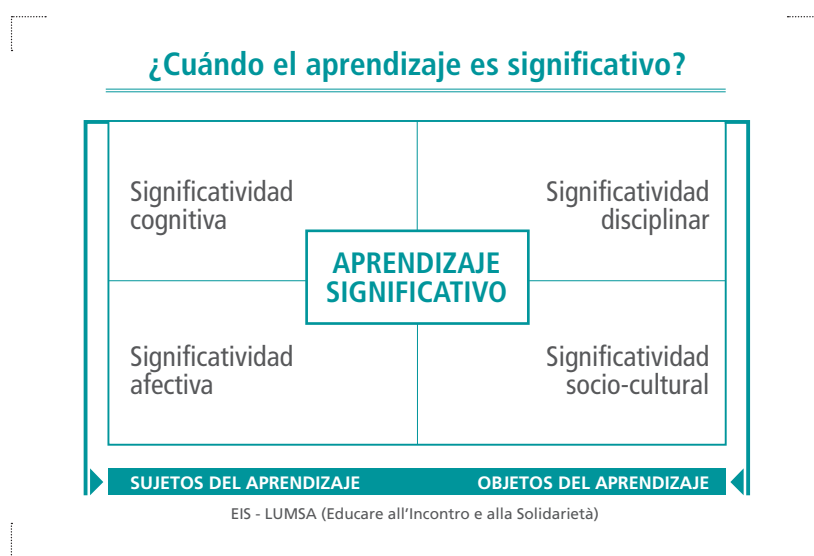 ¿Cuándo el aprendizaje es significativo?
Significatividad
cognitiva
Significatividad
disciplinar
APRENDIZAJE
SIGNIFICATIVO
Significatividad
afectiva
Significatividad
socio-cultural
SUJETOS DEL APRENDIZAJE
OBJETOS DEL APRENDIZAJE
EIS - LUMSA (Educare all'Incontro e alla Solidarietà)